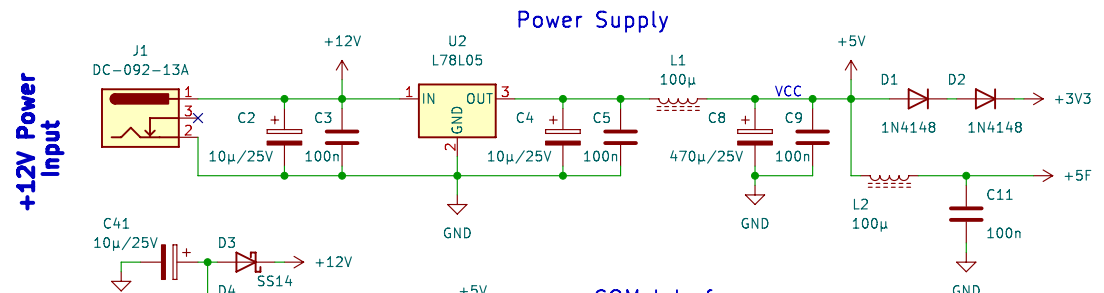 Power Supply
+12V Power
Input
J1
DC-092-13A
1
3
2
+12V
C2
10µ/25V
C3
100n
U2
L78L05
1
IN
OUT
3
GND
2
GND
C4
10µ/25V
C5
100n
L1
100µ
C8
470µ/25V
VCC
C9
100n
GND
+5V
D1
1N4148
D2
1N4148
+3V3
L2
100µ
+5F
C11
100n
GND
C41
10µ/25V
D3
SS14
+12V
D4
+5V